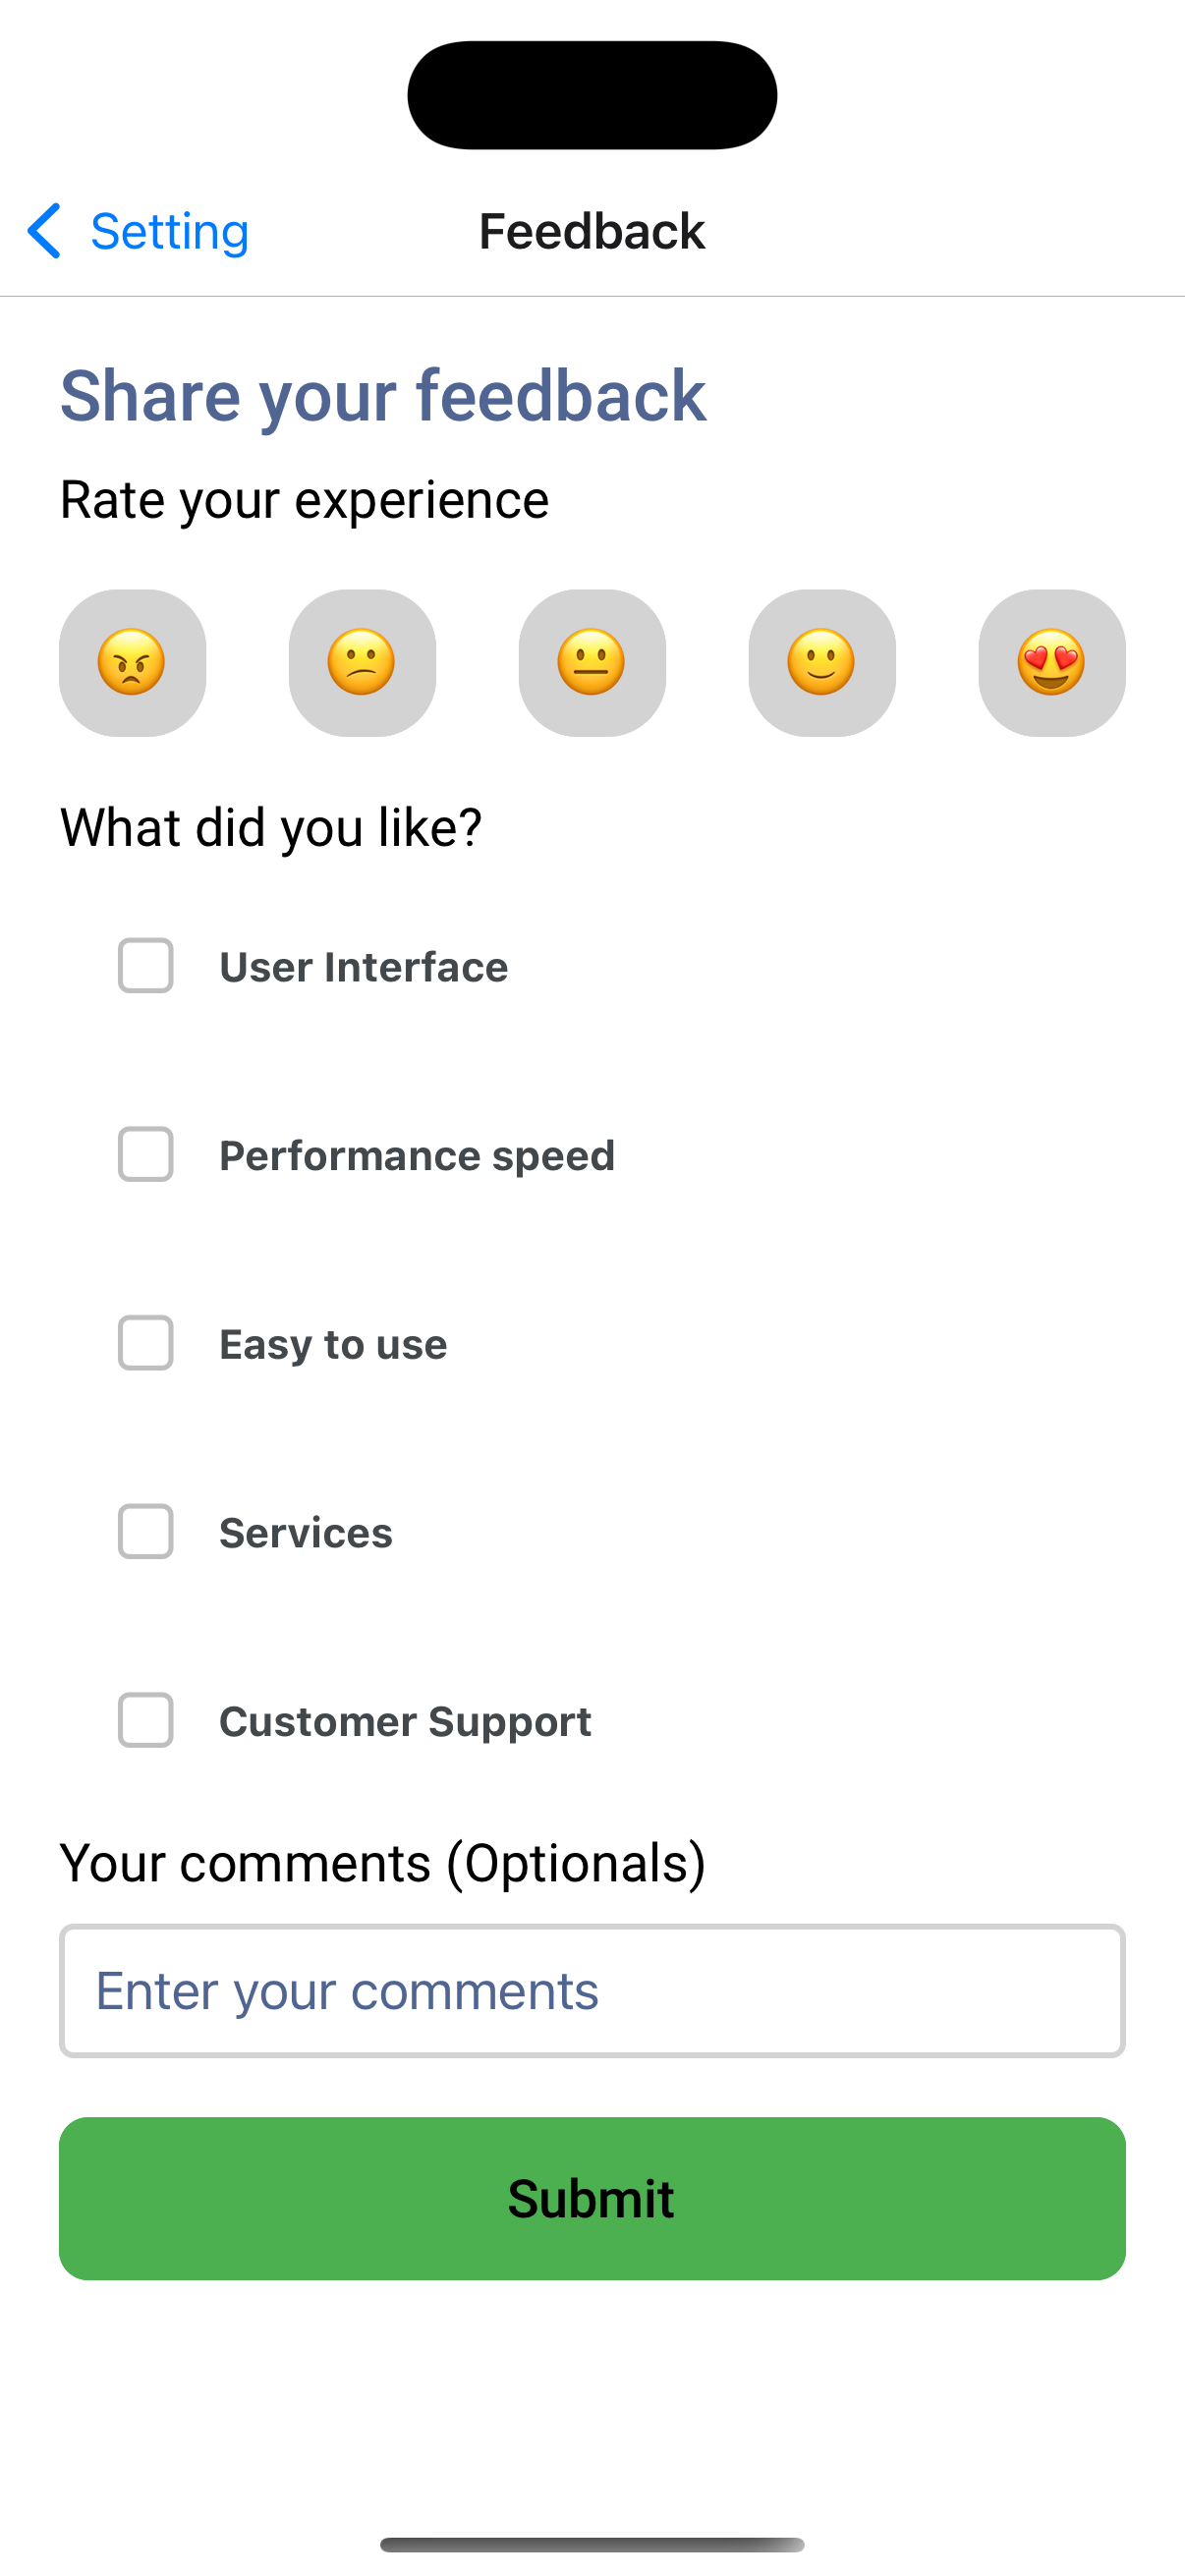 Setting
Feedback
Share your feedback
Rate your experience
What did you like?
User Interface
Performance speed
Easy to use
Services
Customer Support
Your comments (Optionals)
Enter your comments
Submit